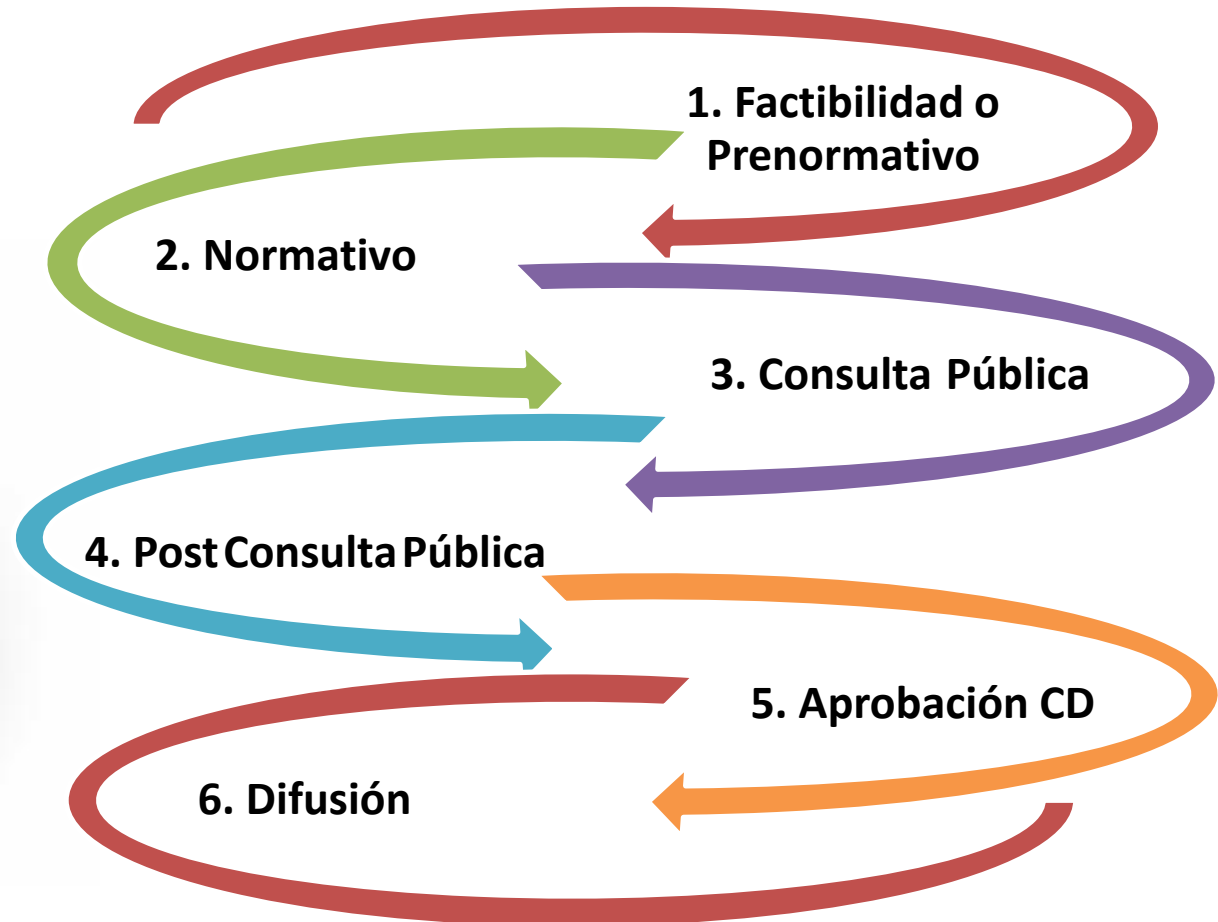 1. Factibilidad o
Prenormativo
2. Normativo
3. Consulta Pública
4. Post Consulta Pública
5. Aprobación CD
6. Difusión